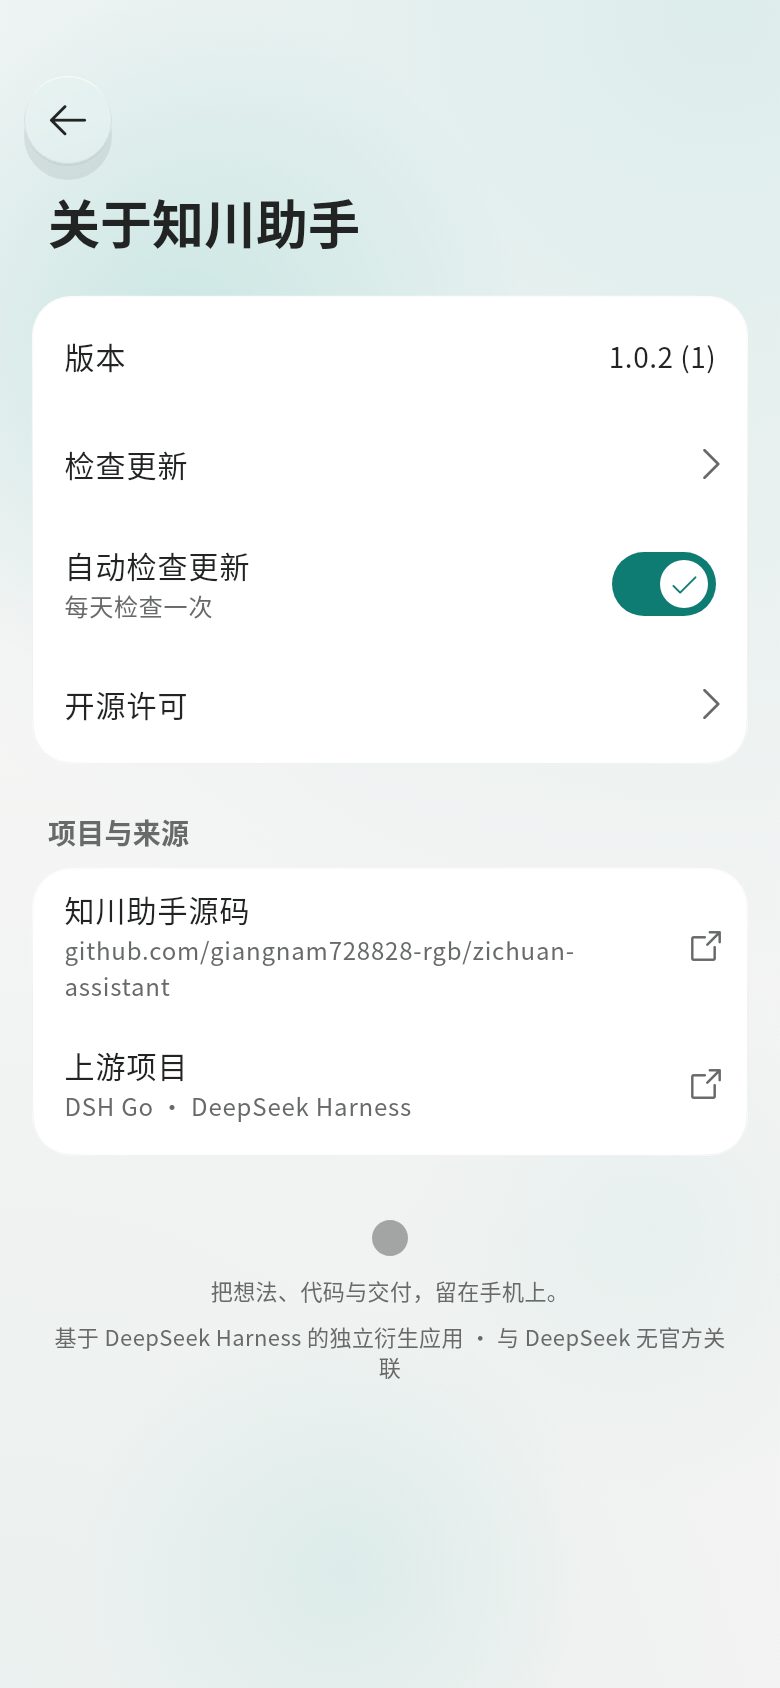 关于知川助手
版本
1.0.2 (1)
检查更新
自动检查更新
每天检查一次
开源许可
项目与来源
知川助手源码
github.com/giangnam728828-rgb/zichuan-
assistant
上游项目
DSH Go · DeepSeek Harness
把想法、代码与交付，留在手机上。
基于 DeepSeek Harness 的独立衍生应用 · 与 DeepSeek 无官方关
联